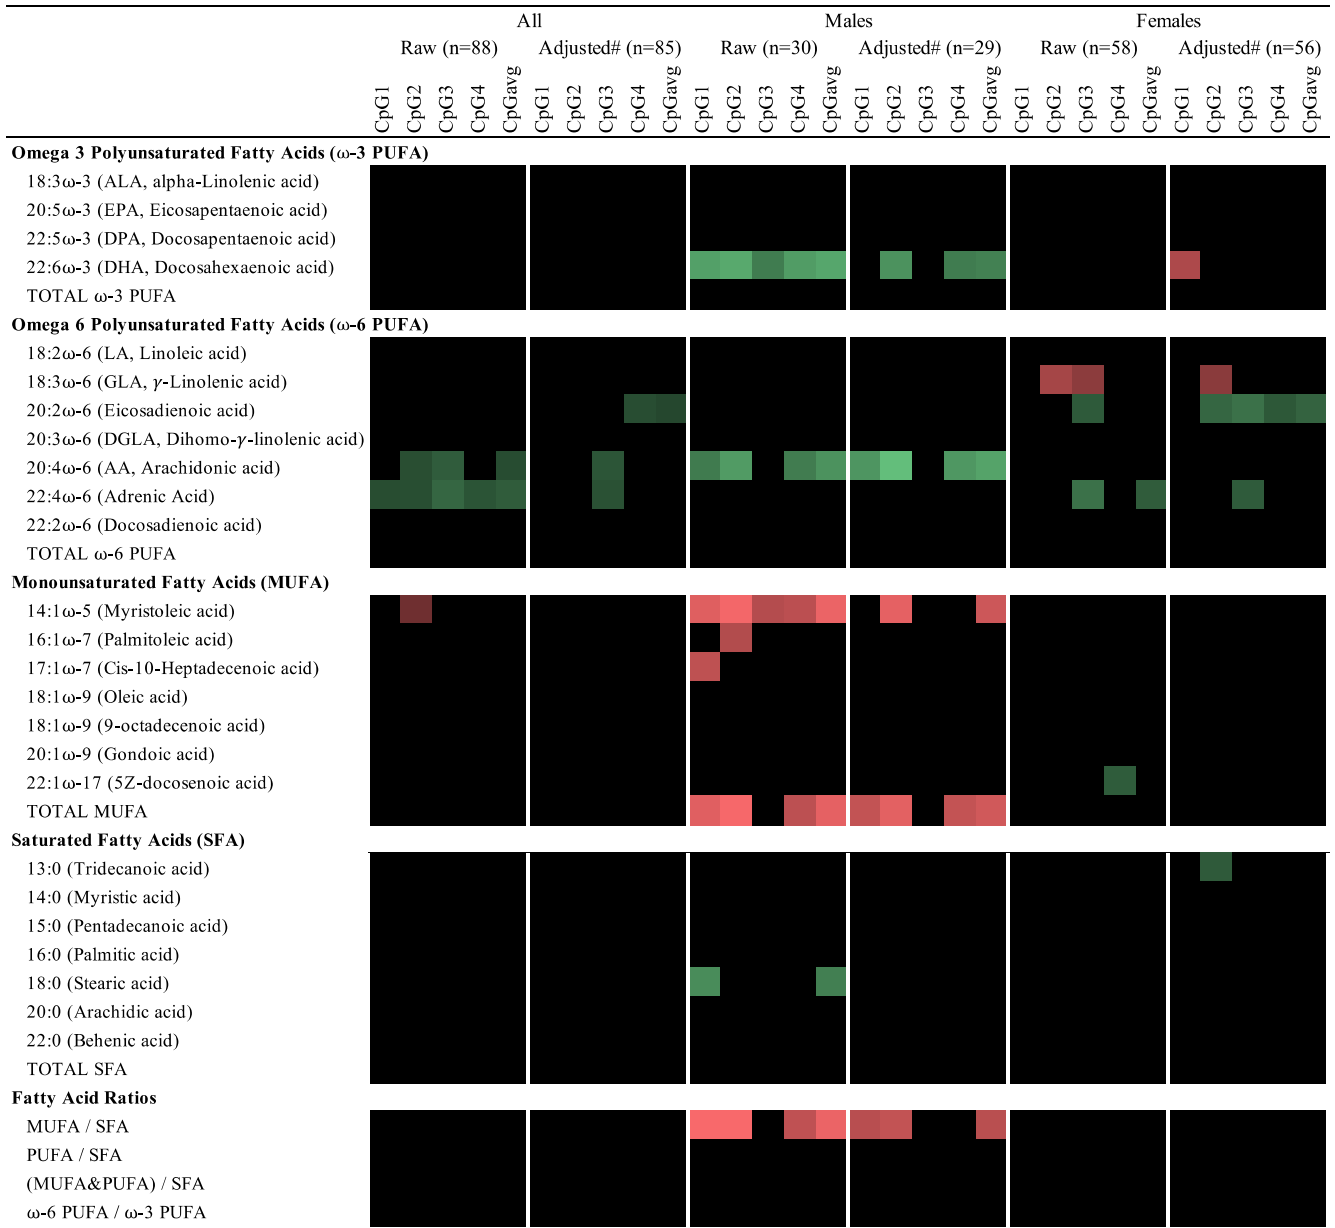 All Males Females
Raw (n=88) Adjusted# (n=85) Raw (n=30) Adjusted# (n=29) Raw (n=58) Adjusted# (n=56)
CpG1 CpG2 CpG3 CpG4 CpGavg CpG1 CpG2 CpG3 CpG4 CpGavg CpG1 CpG2 CpG3 CpG4 CpGavg CpG1 CpG2 CpG3 CpG4 CpGavg CpG1 CpG2 CpG3 CpG4 CpGavg CpG1 CpG2 CpG3 CpG4 CpGavg
Omega 3 Polyunsaturated Fatty Acids (ω-3 PUFA)
18:3ω-3 (ALA, alpha-Linolenic acid)
20:5ω-3 (EPA, Eicosapentaenoic acid)
22:5ω-3 (DPA, Docosapentaenoic acid)
22:6ω-3 (DHA, Docosahexaenoic acid)
TOTAL ω-3 PUFA
Omega 6 Polyunsaturated Fatty Acids (ω-6 PUFA)
18:2ω-6 (LA, Linoleic acid)
18:3ω-6 (GLA, γ-Linolenic acid)
20:2ω-6 (Eicosadienoic acid)
20:3ω-6 (DGLA, Dihomo-γ-linolenic acid)
20:4ω-6 (AA, Arachidonic acid)
22:4ω-6 (Adrenic Acid)
22:2ω-6 (Docosadienoic acid)
TOTAL ω-6 PUFA
Monounsaturated Fatty Acids (MUFA)
14:1ω-5 (Myristoleic acid)
16:1ω-7 (Palmitoleic acid)
17:1ω-7 (Cis-10-Heptadecenoic acid)
18:1ω-9 (Oleic acid)
18:1ω-9 (9-octadecenoic acid)
20:1ω-9 (Gondoic acid)
22:1ω-17 (5Z-docosenoic acid)
TOTAL MUFA
Saturated Fatty Acids (SFA)
13:0 (Tridecanoic acid)
14:0 (Myristic acid)
15:0 (Pentadecanoic acid)
16:0 (Palmitic acid)
18:0 (Stearic acid)
20:0 (Arachidic acid)
22:0 (Behenic acid)
TOTAL SFA
Fatty Acid Ratios
MUFA / SFA
PUFA / SFA
(MUFA&PUFA) / SFA
ω-6 PUFA / ω-3 PUFA